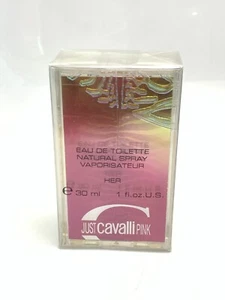 EAU DE TOILETTE
NATURAL SPRAY
VAPORISATEUR
HER
e 30 ml 1 fl.oz.U.S.
JUST cavalli PINK